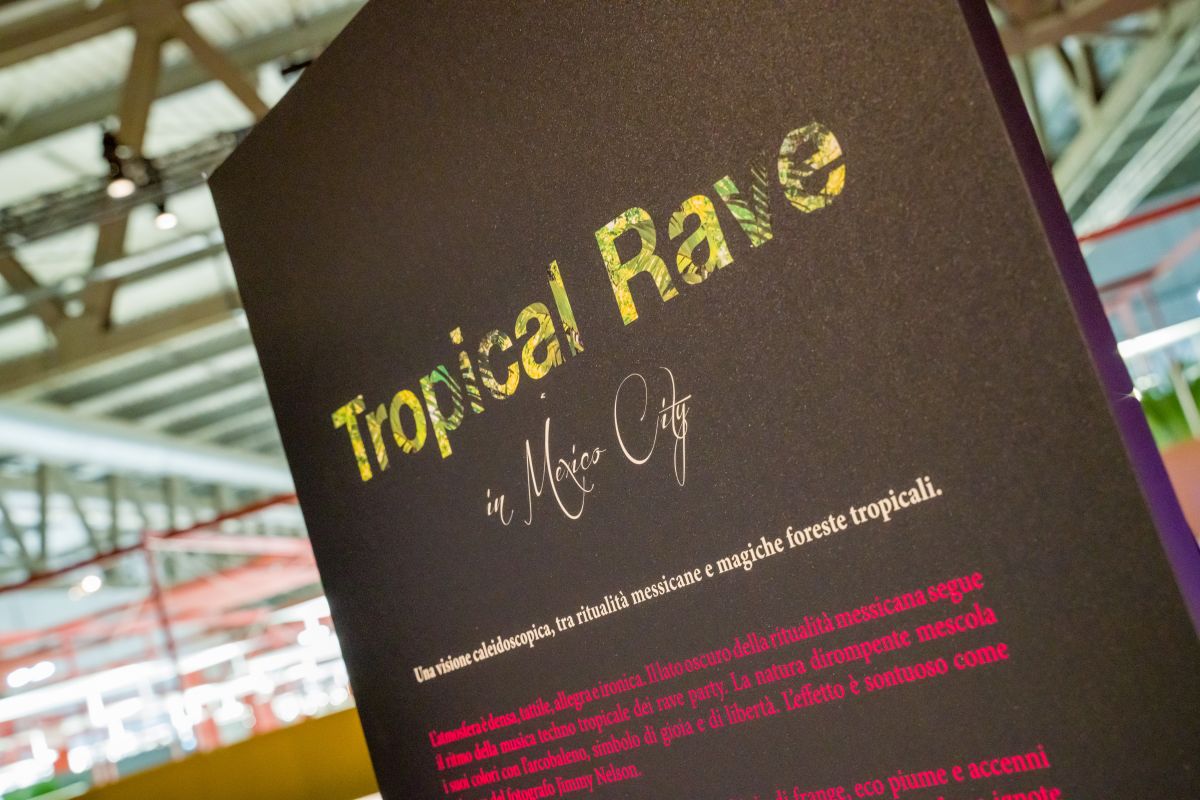 Tropical Rave
in Mexico City
Una visione caleidoscopica, tra ritualità messicane e magiche foreste tropicali.
L'atmosfera è densa, tattile, allegra e ironica. Il lato oscuro della ritualità messicana segue
il ritmo della musica techno tropicale dei rave party. La natura dirompente mescola
i suoi colori con l'arcobaleno, simbolo di gioia e di libertà. L'effetto è sontuoso come
del fotografo Jimmy Nelson.
di frange, eco piume e accenni